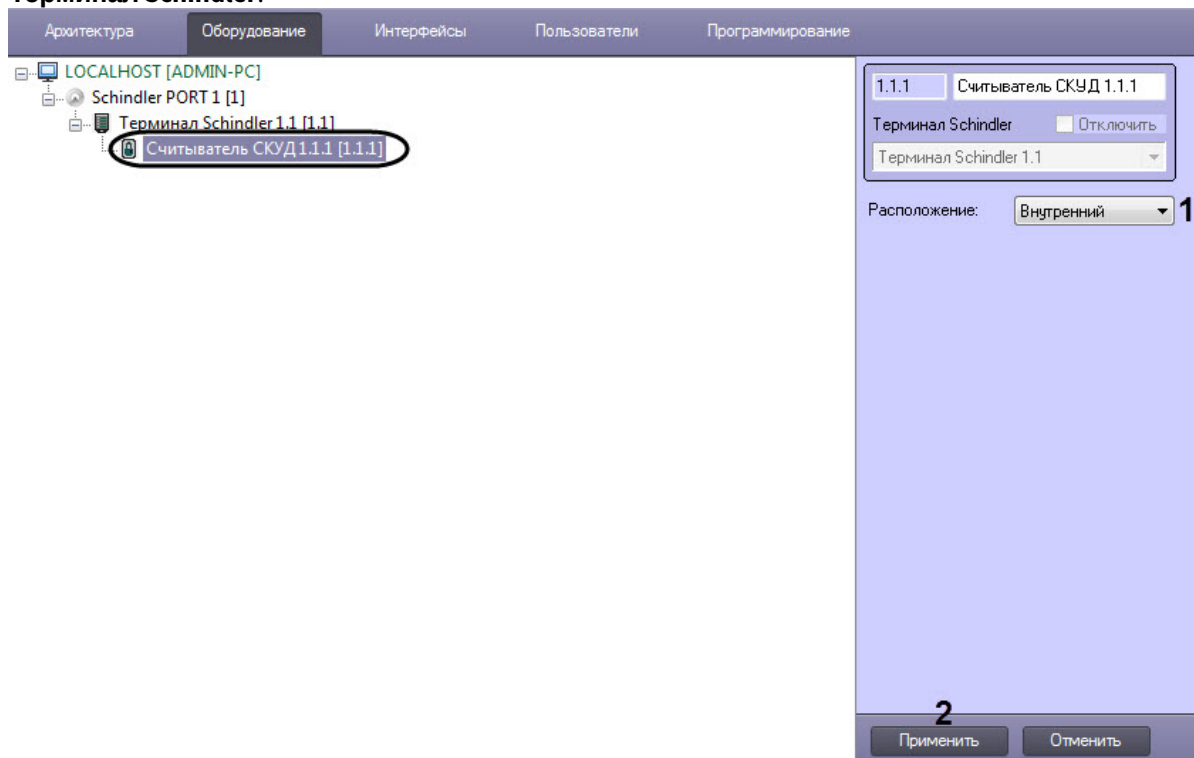 Терминал Schindler.
Архитектура Оборудование Интерфейсы Пользователи Программирование
LOCALHOST [ADMIN-PC]
Schindler PORT 1 [1]
Терминал Schindler 1.1 [1.1]
Считыватель СКУД 1.1.1 [1.1.1]
1.1.1 Считыватель СКУД 1.1.1
Терминал Schindler Отключить
Терминал Schindler 1.1
Расположение: Внутренний 1
2
Применить Отменить